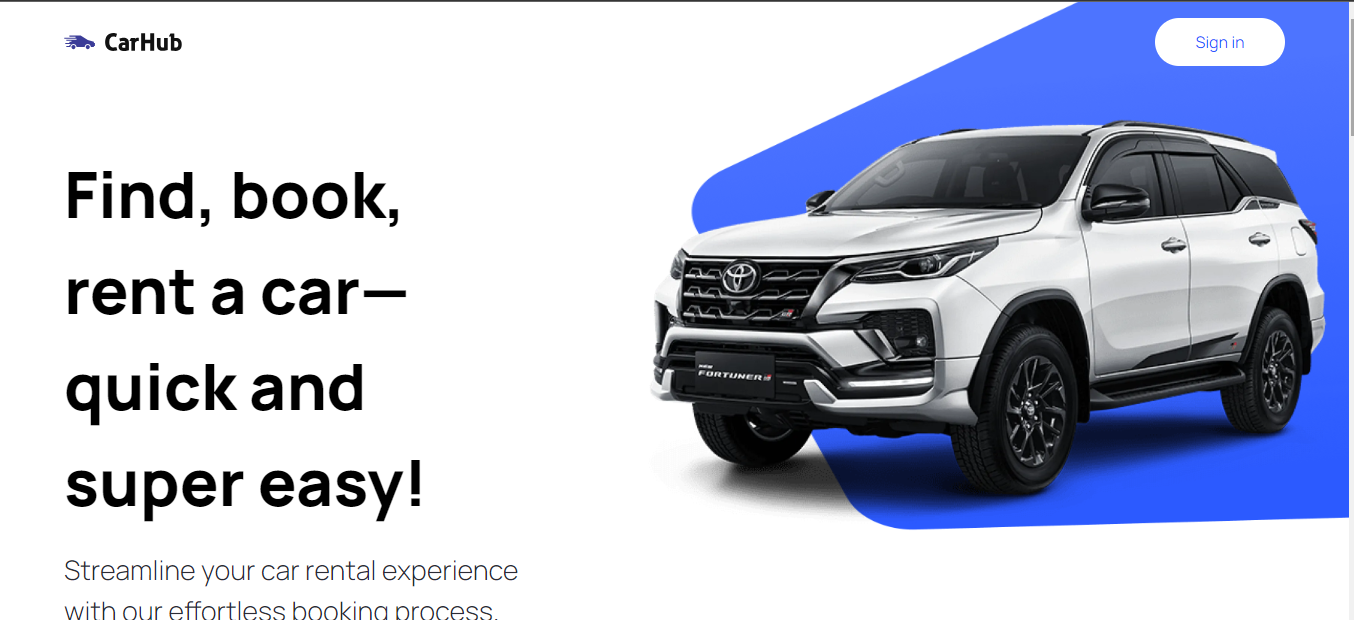 CarHub
Sign in
Find, book,
rent a car—
quick and
super easy!
Streamline your car rental experience
with our effortless booking process.
FORTUNER